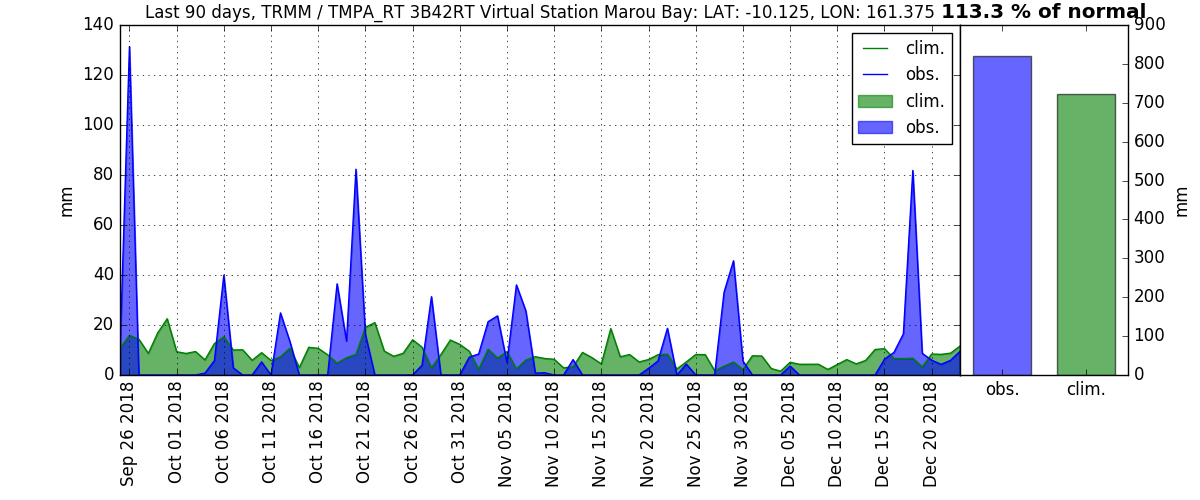 Last 90 days, TRMM / TMPA_RT 3B42RT Virtual Station Marou Bay: LAT: -10.125, LON: 161.375 113.3 % of normal
140
120
100
80
60
40
20
0
mm
clim.
obs.
clim.
obs.
900
800
700
600
500
400
300
200
100
0
mm
Sep 26 2018
Oct 01 2018
Oct 06 2018
Oct 11 2018
Oct 16 2018
Oct 21 2018
Oct 26 2018
Oct 31 2018
Nov 05 2018
Nov 10 2018
Nov 15 2018
Nov 20 2018
Nov 25 2018
Nov 30 2018
Dec 05 2018
Dec 10 2018
Dec 15 2018
Dec 20 2018
obs.
clim.